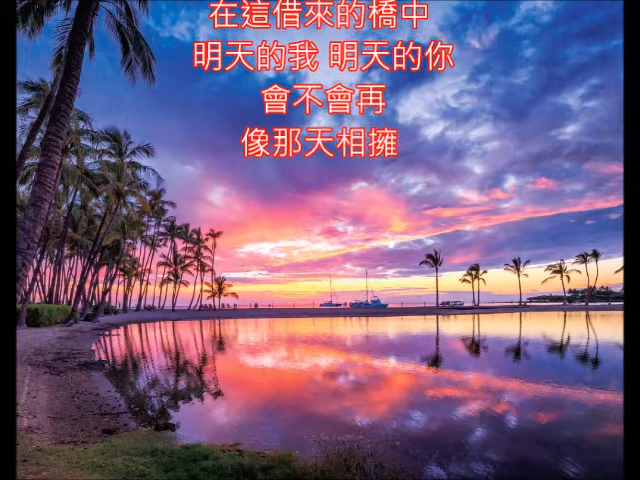 在這借來的橋中
明天的我 明天的你
會不會再
像那天相擁